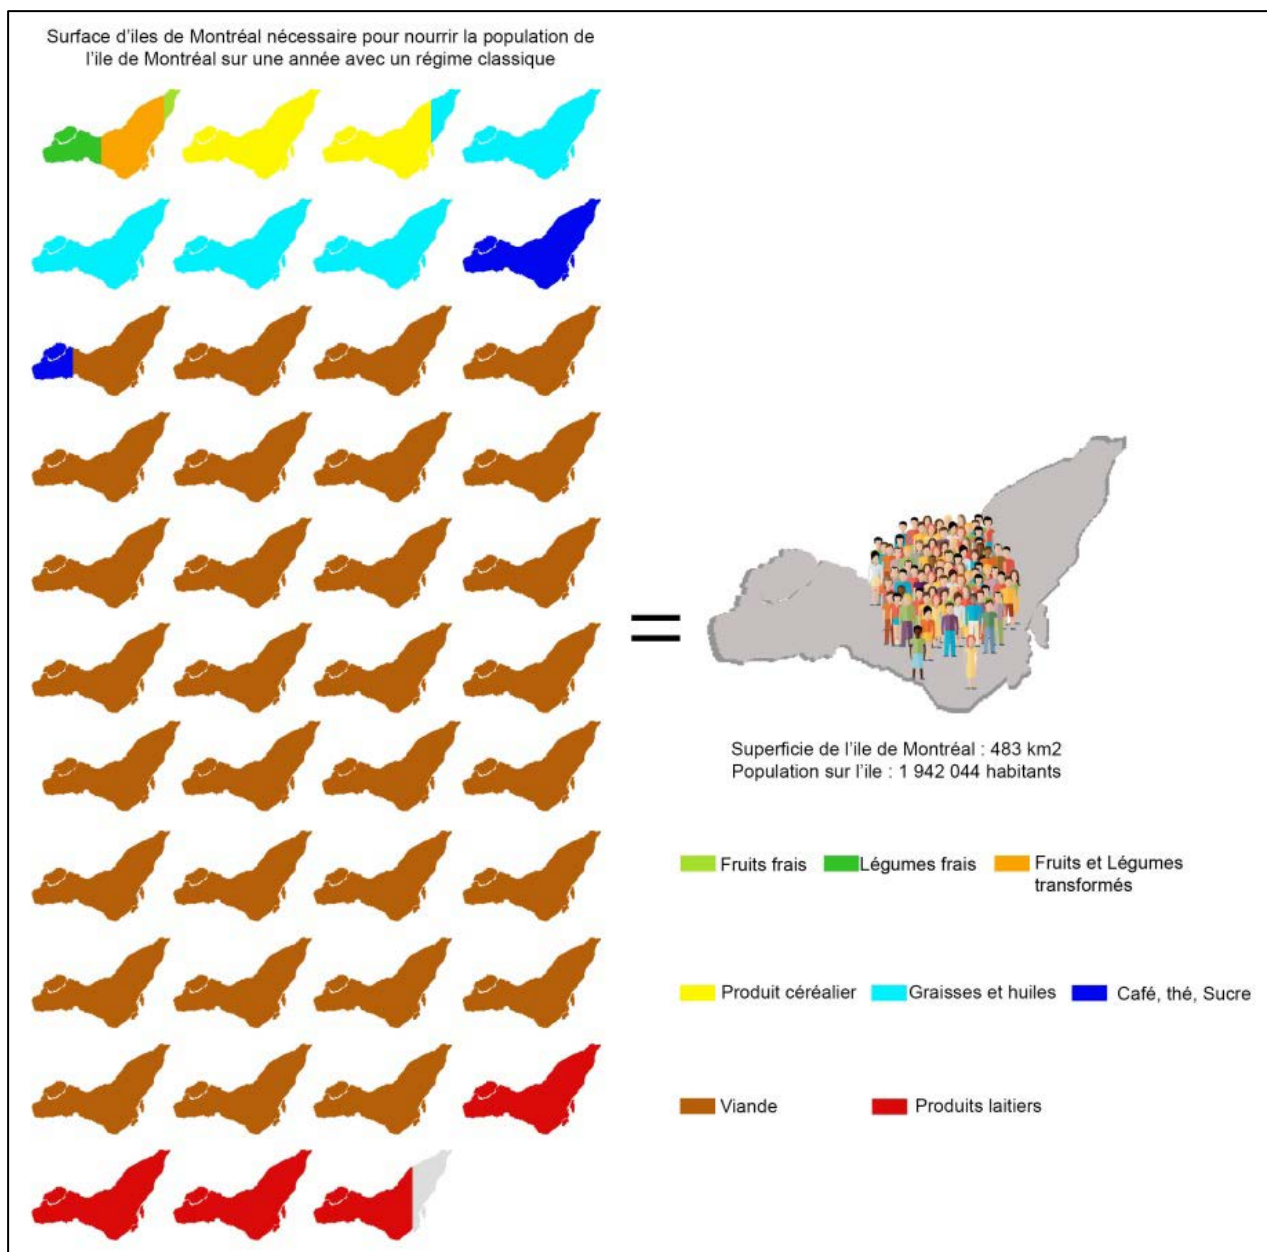 Surface d'iles de Montréal nécessaire pour nourrir la population de
l'ile de Montréal sur une année avec un régime classique
=
Superficie de l'ile de Montréal : 483 km2
Population sur l'ile : 1 942 044 habitants
Fruits frais
Légumes frais
Fruits et Légumes
transformés
Produit céréalier
Graisses et huiles
Café, thé, Sucre
Viande
Produits laitiers